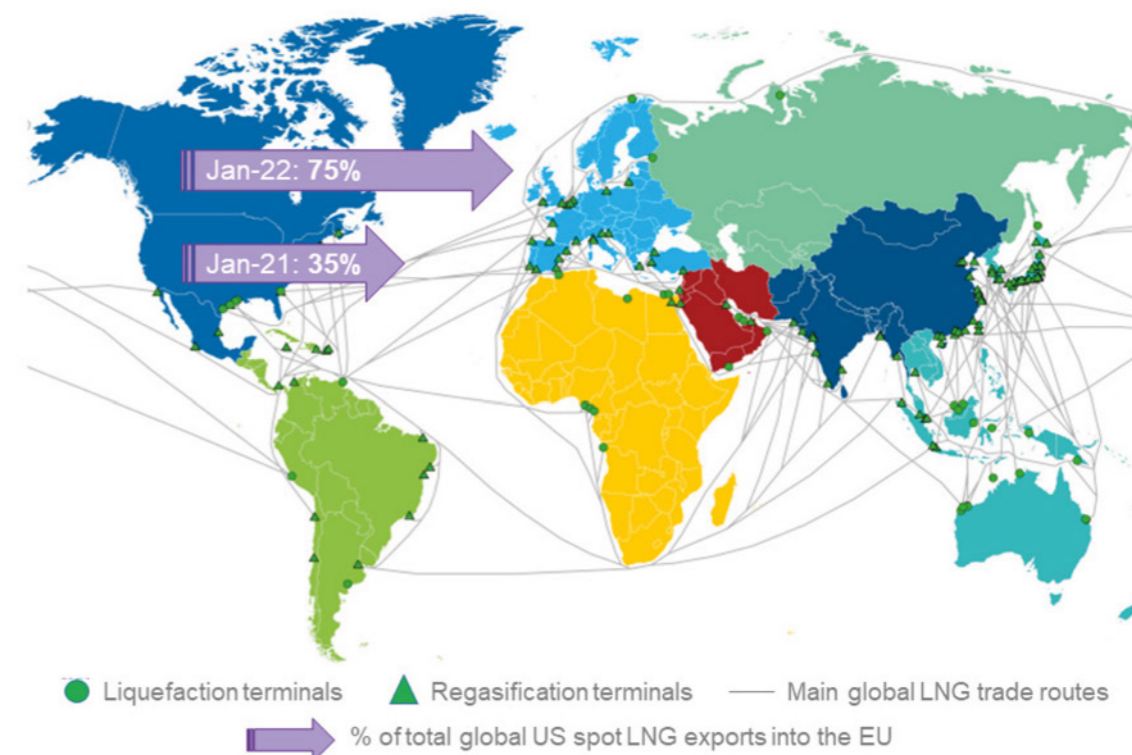 Jan-22: 75%
Jan-21: 35%
Liquefaction terminals
Regasification terminals
Main global LNG trade routes
% of total global US spot LNG exports into the EU